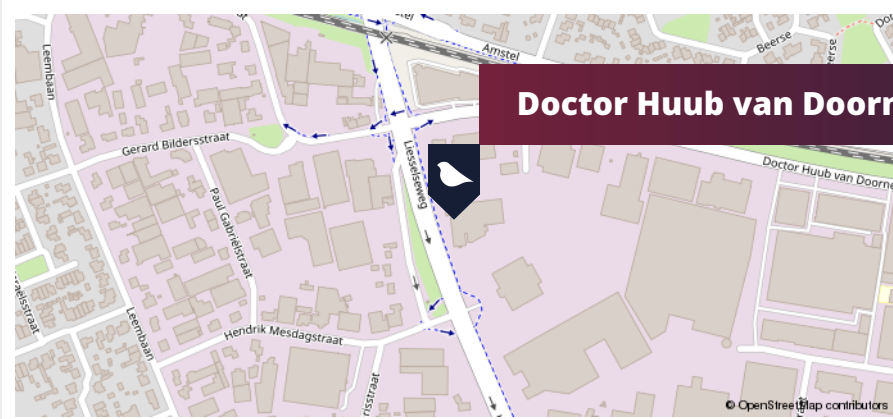 Amstel
Beerse
Leembaan
Doctor Huub van Doorn
Gerard Bildersstraat
Liesselseweg
Doctor Huub van Doorne
Paul Gabriëlstraat
Leembaan
Hendrik Mesdagstraat
© OpenStreetMap contributors